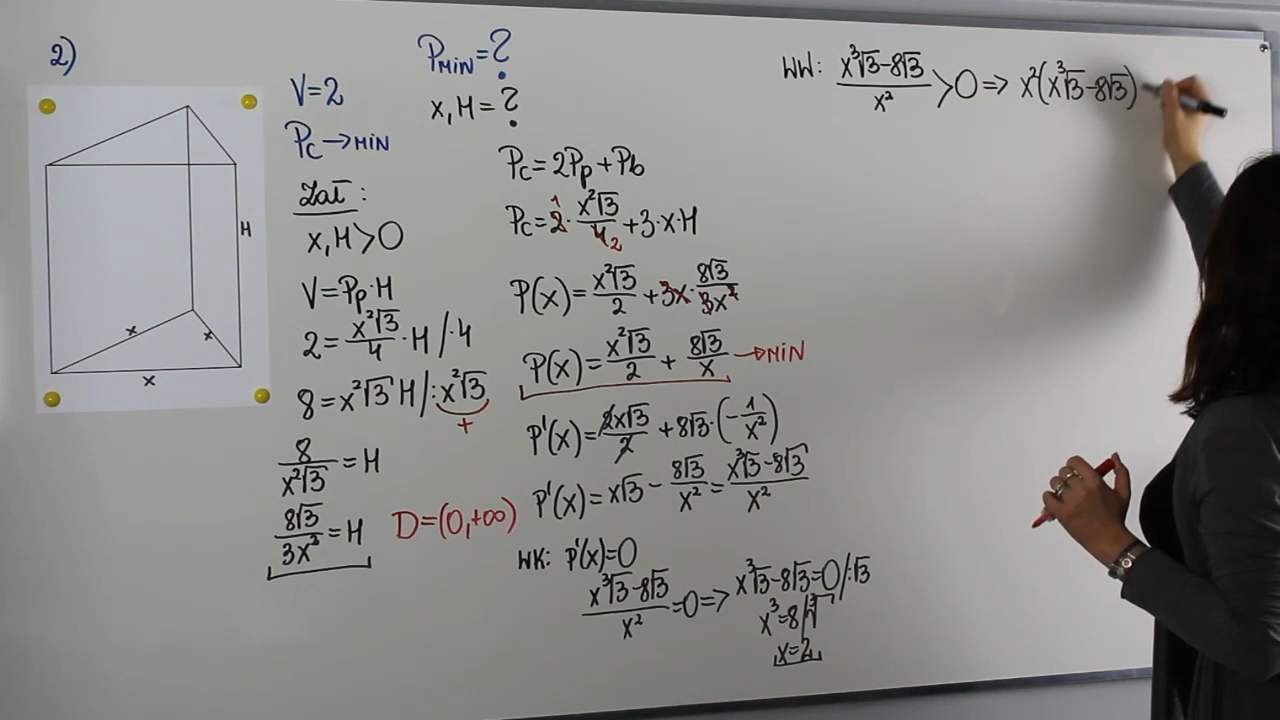 2)
H
x
x
x
V=2
Pc→MIN
Zał:
x,H>0
V=Pp·H
2=x²√3/4·H/·4
8=x²√3H/:x²√3
+
8/x²√3=H
8√3/3x²=H
D=(0,+∞)
PMIN=?
x,H=?
Pc=2Pp+Pb
Pc=2·x²√3/4+3·x·H
1
2
P(x)=x²√3/2+3x·8√3/3x²
P(x)=x²√3/2+8√3/x→MIN
P'(x)=2x√3/2+8√3·(-1/x²)
P'(x)=x√3-8√3/x²=x³√3-8√3/x²
WK: P'(x)=0
x³√3-8√3/x²=0=>x³√3-8√3=0/:√3
x³=8/∛
x=2
WW: x³√3-8√3/x²>0=>x²(x³√3-8√3)